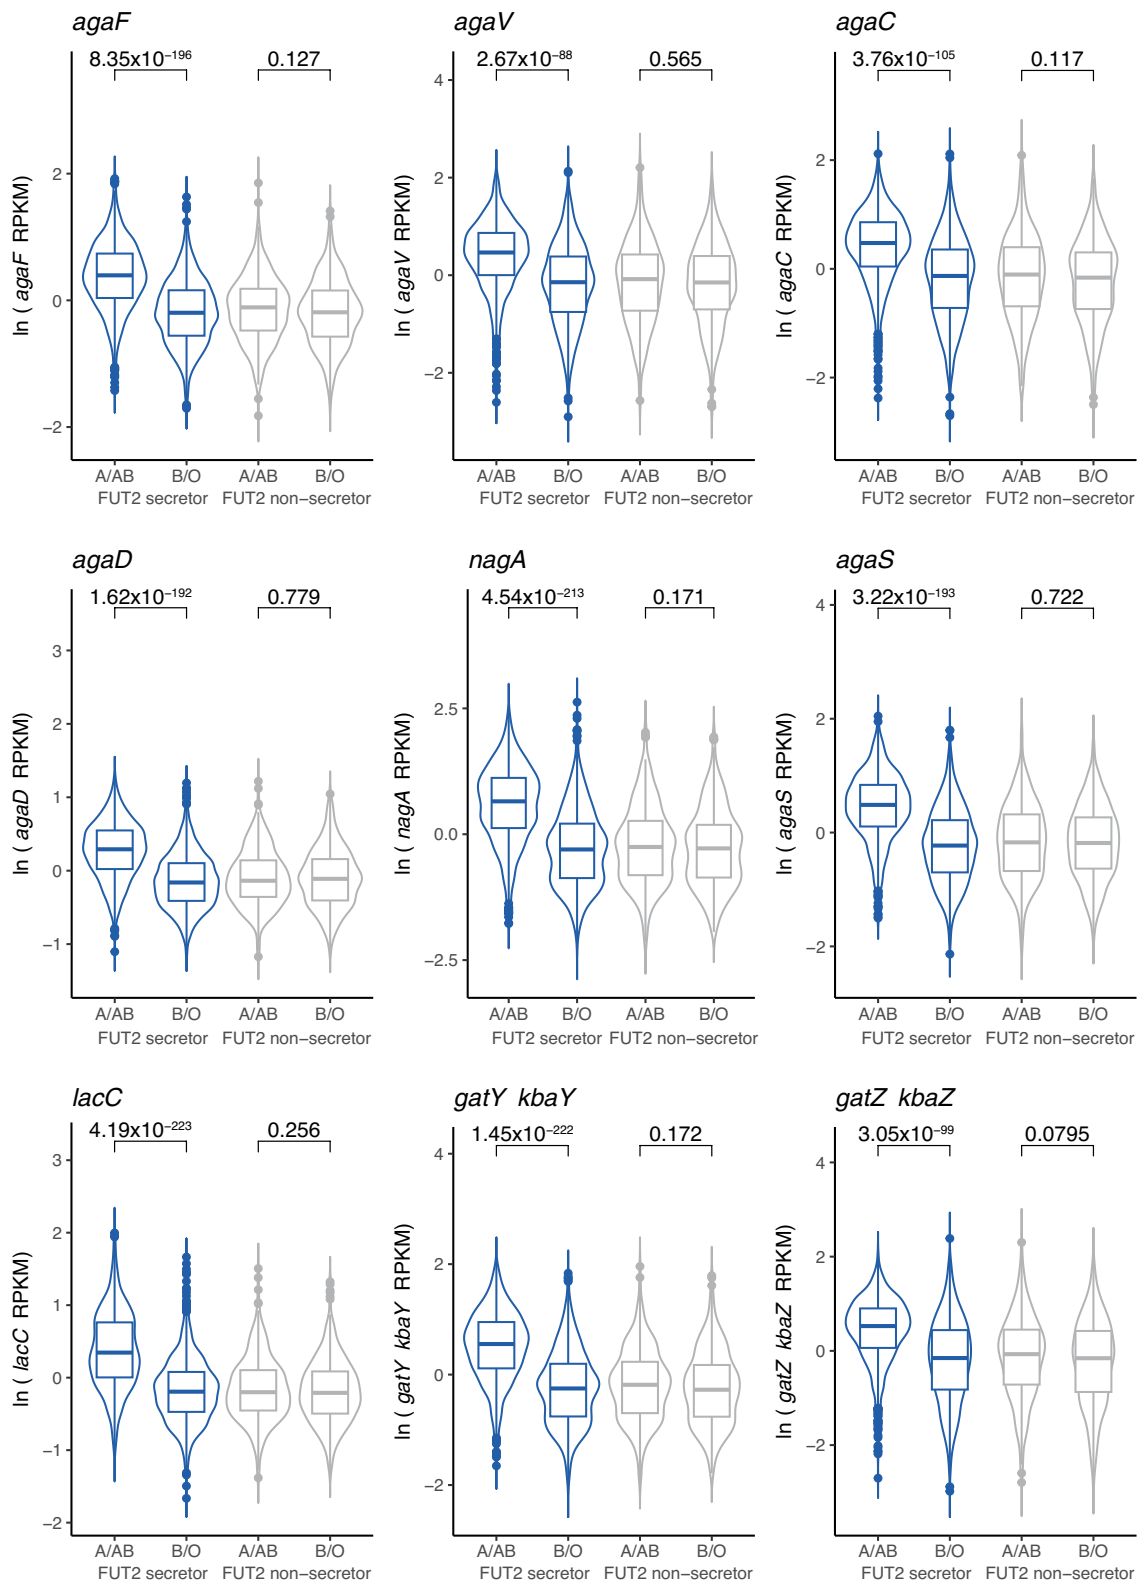 agaF
8.35x10⁻¹⁹⁶ 0.127
2
0
−2
ln ( agaF RPKM)
A/AB B/O A/AB B/O
FUT2 secretor FUT2 non−secretor
agaV
2.67x10⁻⁸⁸ 0.565
4
2
0
−2
ln ( agaV RPKM)
A/AB B/O A/AB B/O
FUT2 secretor FUT2 non−secretor
agaC
3.76x10⁻¹⁰⁵ 0.117
2
0
−2
ln ( agaC RPKM)
A/AB B/O A/AB B/O
FUT2 secretor FUT2 non−secretor
agaD
1.62x10⁻¹⁹² 0.779
3
2
1
0
−1
ln ( agaD RPKM)
A/AB B/O A/AB B/O
FUT2 secretor FUT2 non−secretor
nagA
4.54x10⁻²¹³ 0.171
2.5
0.0
−2.5
ln ( nagA RPKM)
A/AB B/O A/AB B/O
FUT2 secretor FUT2 non−secretor
agaS
3.22x10⁻¹⁹³ 0.722
4
2
0
−2
ln ( agaS RPKM)
A/AB B/O A/AB B/O
FUT2 secretor FUT2 non−secretor
lacC
4.19x10⁻²²³ 0.256
3
2
1
0
−1
−2
ln ( lacC RPKM)
A/AB B/O A/AB B/O
FUT2 secretor FUT2 non−secretor
gatY kbaY
1.45x10⁻²²² 0.172
4
2
0
−2
ln ( gatY kbaY RPKM)
A/AB B/O A/AB B/O
FUT2 secretor FUT2 non−secretor
gatZ kbaZ
3.05x10⁻⁹⁹ 0.0795
4
2
0
−2
ln ( gatZ kbaZ RPKM)
A/AB B/O A/AB B/O
FUT2 secretor FUT2 non−secretor